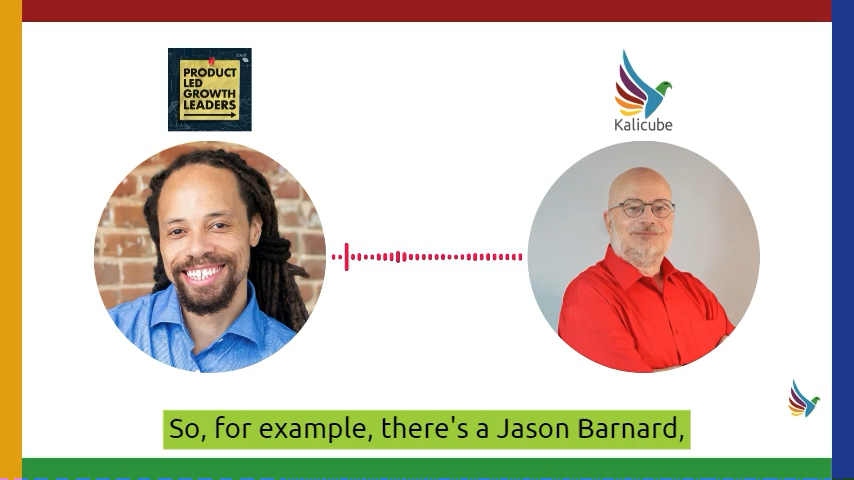 PRODUCT
LED
GROWTH
LEADERS
Kalicube
So, for example, there's a Jason Barnard,